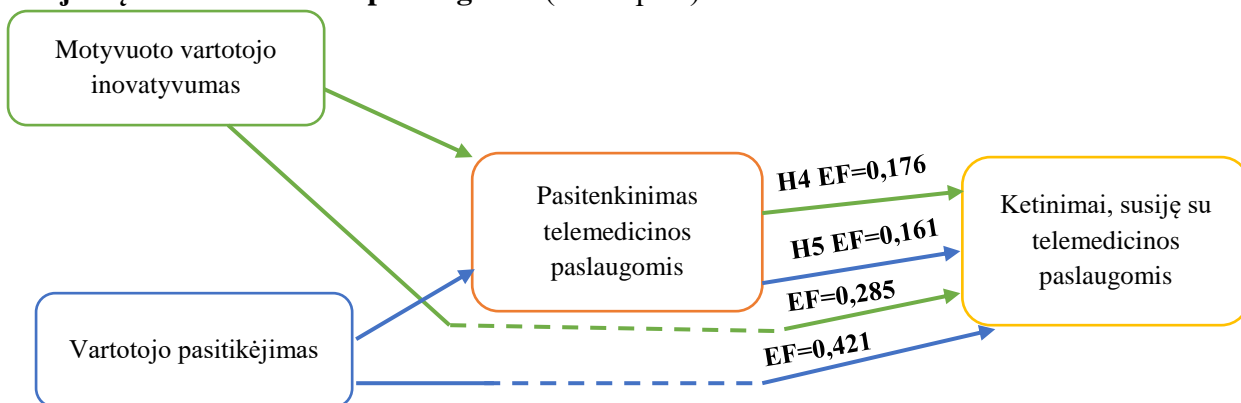 Motyvuoto vartotojo
inovatyvumas
Pasitenkinimas
telemedicinos
paslaugomis
Vartotojo pasitikėjimas
H4 EF=0,176
H5 EF=0,161
EF=0,285
EF=0,421
Ketinimai, susiję su
telemedicinos
paslaugomis